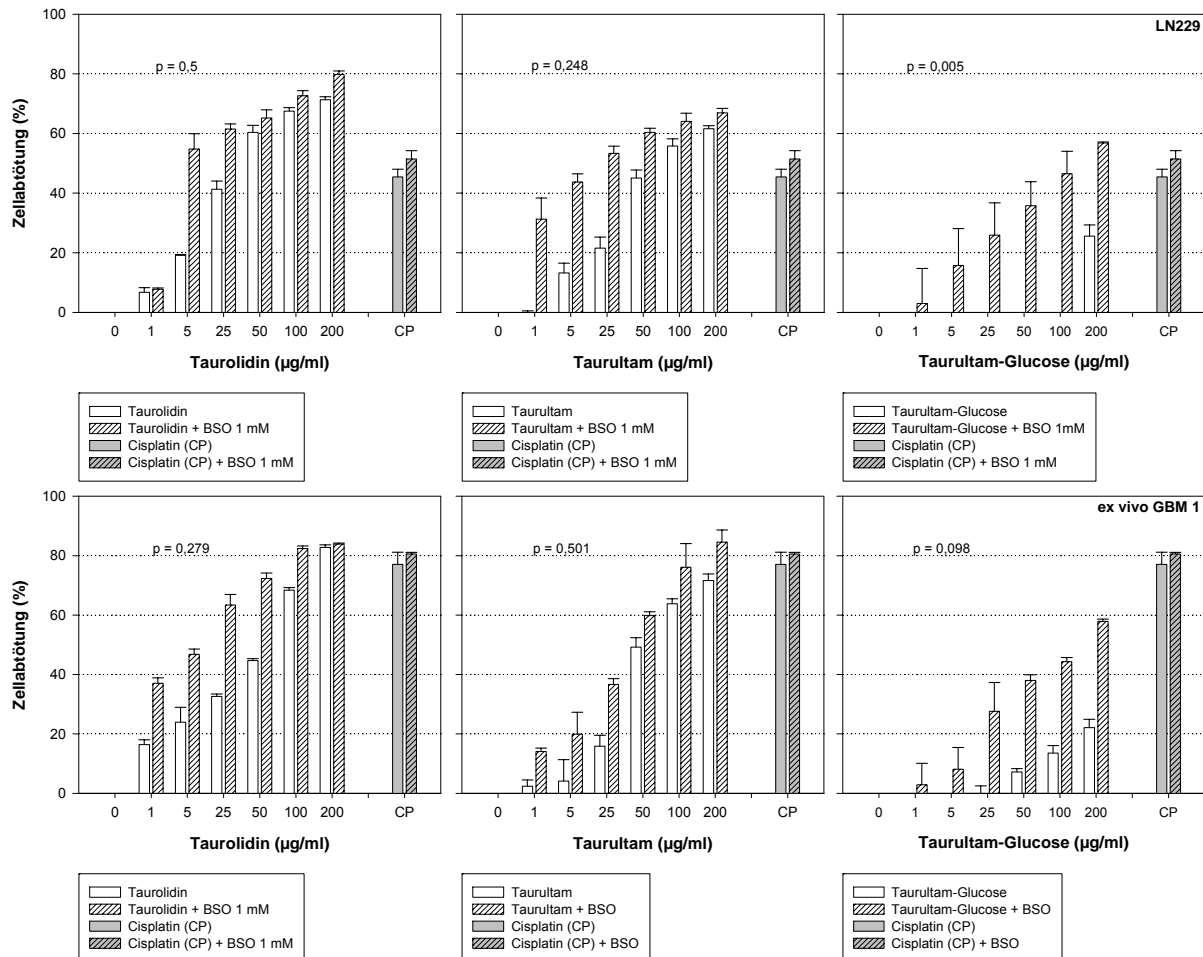 LN229
Zellabtötung (%)
100
80
60
40
20
0
p = 0,5
p = 0,248
p = 0,005
0 1 5 25 50 100 200 CP
0 1 5 25 50 100 200 CP
0 1 5 25 50 100 200 CP
Taurolidin (µg/ml)
Taurultam (µg/ml)
Taurultam-Glucose (µg/ml)
Taurolidin
Taurolidin + BSO 1 mM
Cisplatin (CP)
Cisplatin (CP) + BSO 1 mM
Taurultam
Taurultam + BSO 1 mM
Cisplatin (CP)
Cisplatin (CP) + BSO 1 mM
Taurultam-Glucose
Taurultam-Glucose + BSO 1mM
Cisplatin (CP)
Cisplatin (CP) + BSO 1 mM
ex vivo GBM 1
Zellabtötung (%)
100
80
60
40
20
0
p = 0,279
p = 0,501
p = 0,098
0 1 5 25 50 100 200 CP
0 1 5 25 50 100 200 CP
0 1 5 25 50 100 200 CP
Taurolidin (µg/ml)
Taurultam (µg/ml)
Taurultam-Glucose (µg/ml)
Taurolidin
Taurolidin + BSO 1 mM
Cisplatin (CP)
Cisplatin (CP) + BSO 1 mM
Taurultam
Taurultam + BSO
Cisplatin (CP)
Cisplatin (CP) + BSO
Taurultam-Glucose
Taurultam-Glucose + BSO
Cisplatin (CP)
Cisplatin (CP) + BSO